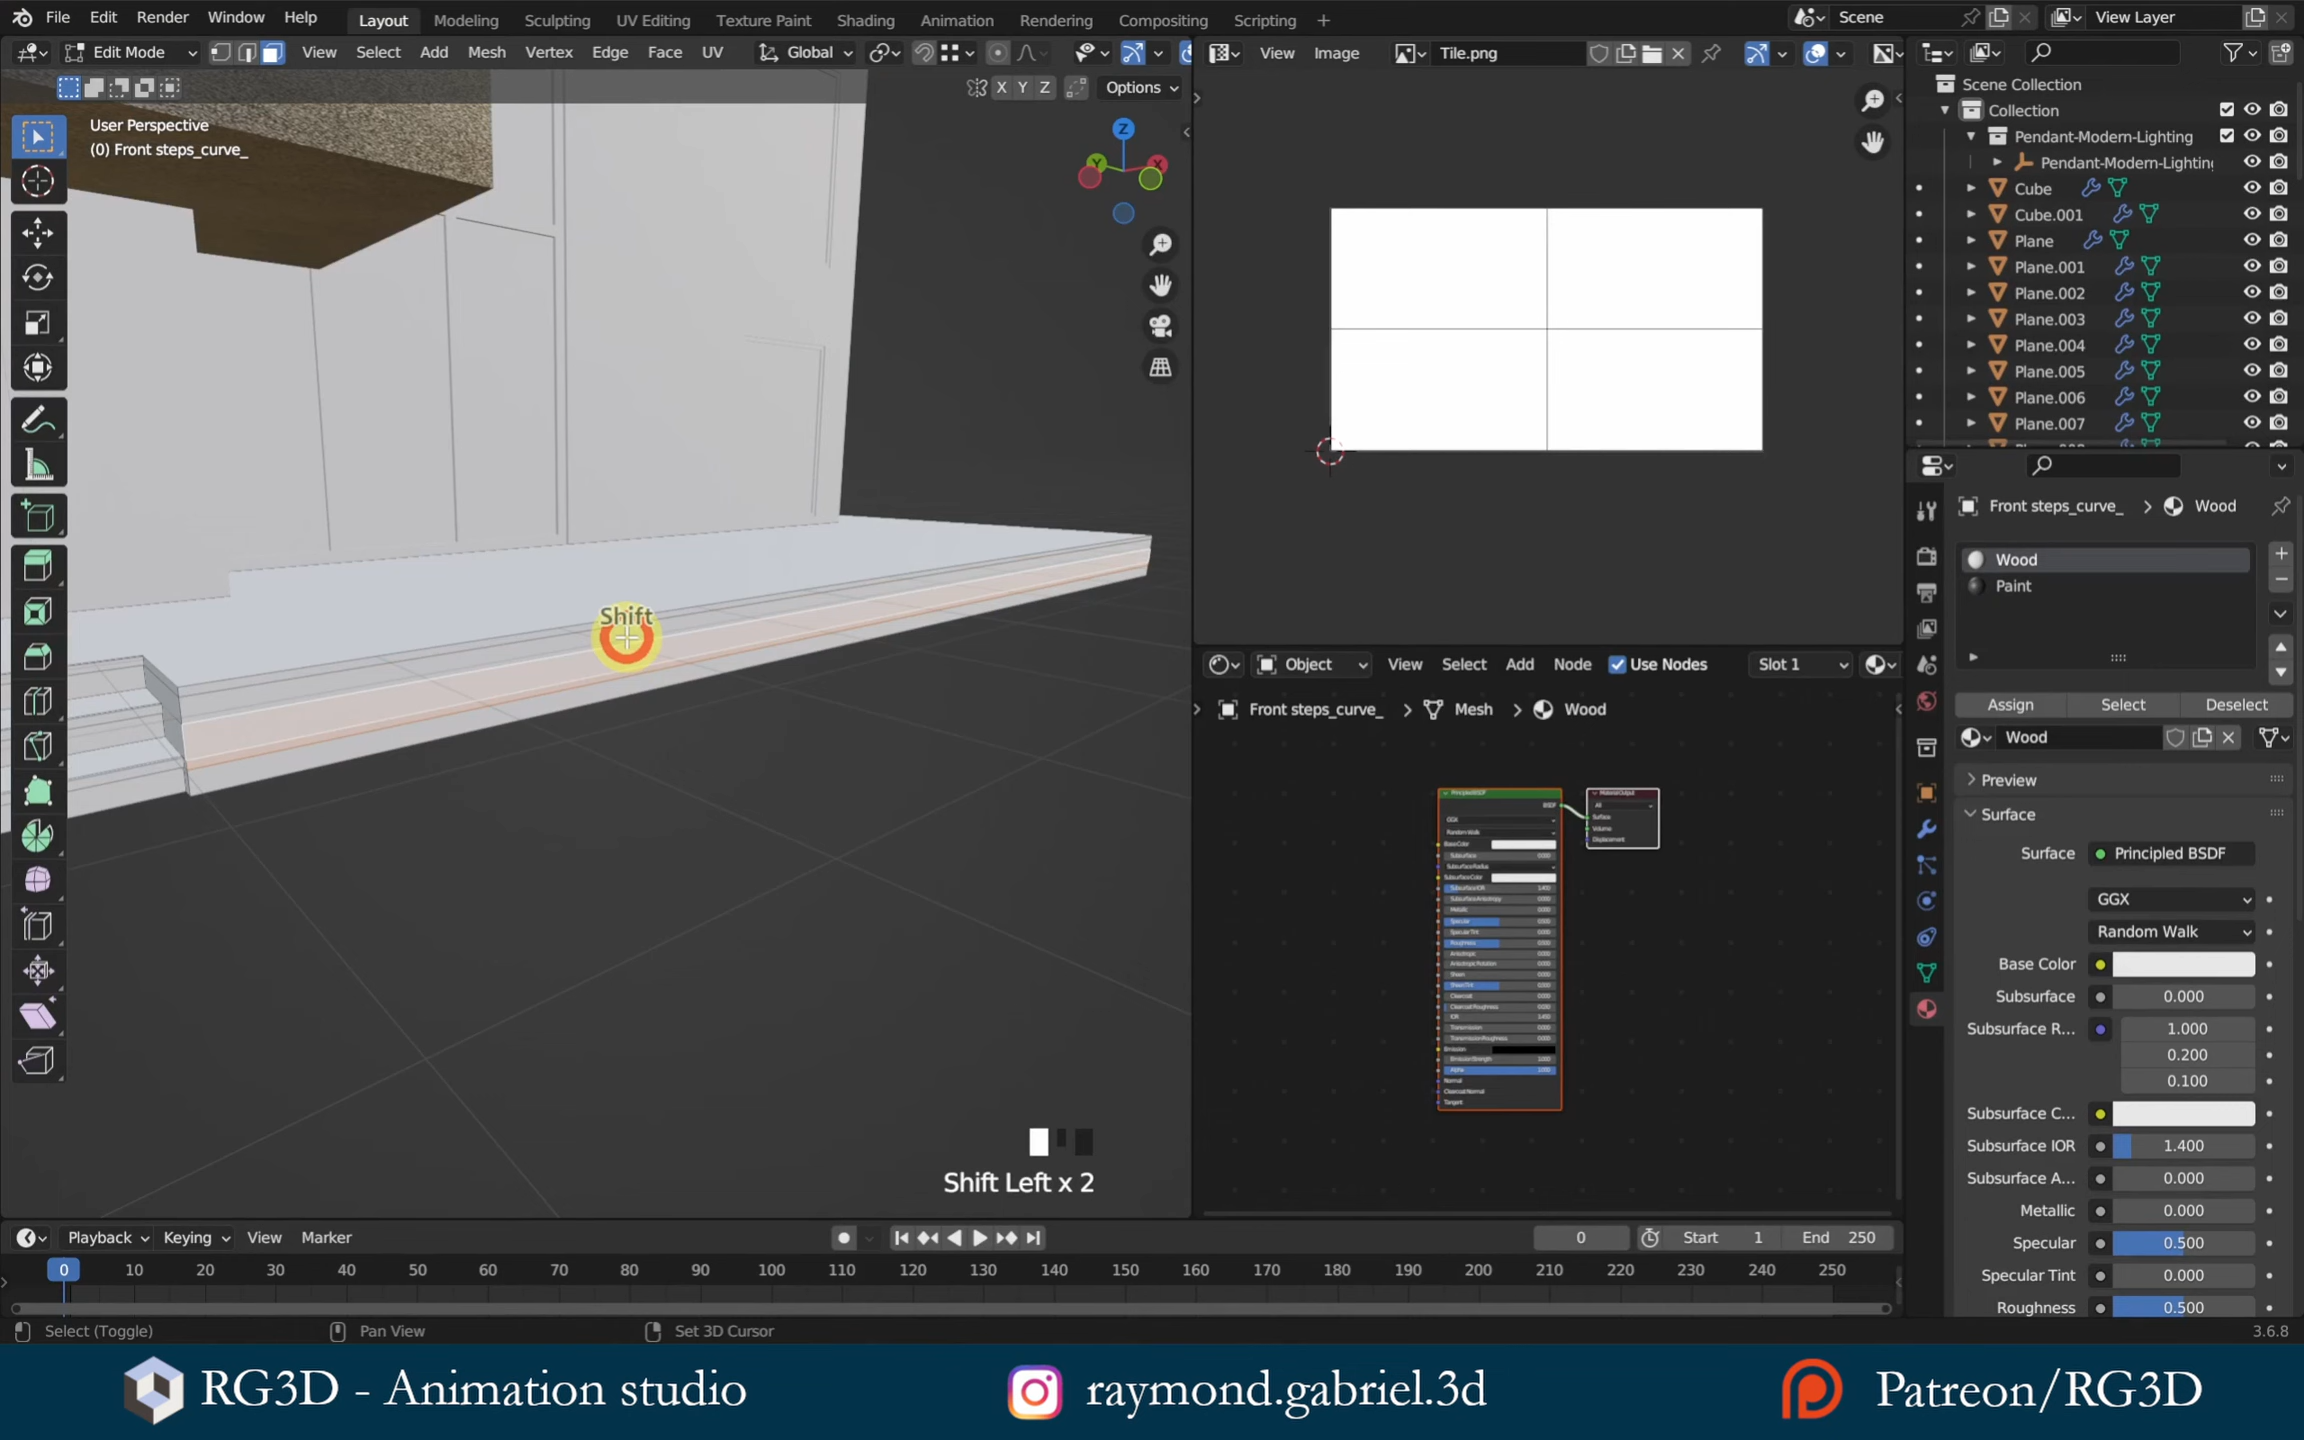 File Edit Render Window Help Layout Modeling Sculpting UV Editing Texture Paint Shading Animation Rendering Compositing Scripting Scene View Layer
Edit Mode View Select Add Mesh Vertex Edge Face UV Global
View Image Tile.png
X Y Z Options
User Perspective
(0) Front steps_curve_
Z
Y
X
Shift
Shift Left x 2
Scene Collection
Collection
Pendant-Modern-Lighting
Pendant-Modern-Lighting
Cube
Cube.001
Plane
Plane.001
Plane.002
Plane.003
Plane.004
Plane.005
Plane.006
Plane.007
Object View Select Add Node Use Nodes Slot 1
Front steps_curve_ Mesh Wood
Front steps_curve_ Wood
Wood
Paint
Assign Select Deselect
Wood
Preview
Surface
Surface Principled BSDF
GGX
Random Walk
Base Color
Subsurface 0.000
Subsurface R... 1.000
0.200
0.100
Subsurface C...
Subsurface IOR 1.400
Subsurface A... 0.000
Metallic 0.000
Specular 0.500
Specular Tint 0.000
Roughness 0.500
Playback Keying View Marker 0 Start 1 End 250
0 10 20 30 40 50 60 70 80 90 100 110 120 130 140 150 160 170 180 190 200 210 220 230 240 250
Select (Toggle) Pan View Set 3D Cursor 3.6.8
RG3D - Animation studio raymond.gabriel.3d Patreon/RG3D